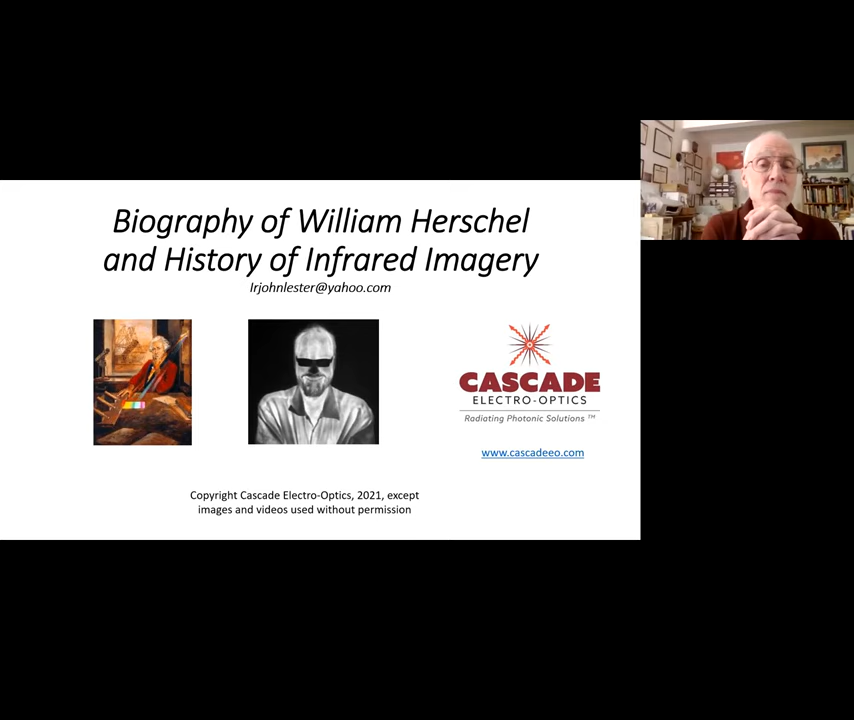 Biography of William Herschel
and History of Infrared Imagery
Irjohnlester@yahoo.com
CASCADE
ELECTRO-OPTICS
Radiating Photonic Solutions ™
www.cascadeeo.com
Copyright Cascade Electro-Optics, 2021, except
images and videos used without permission